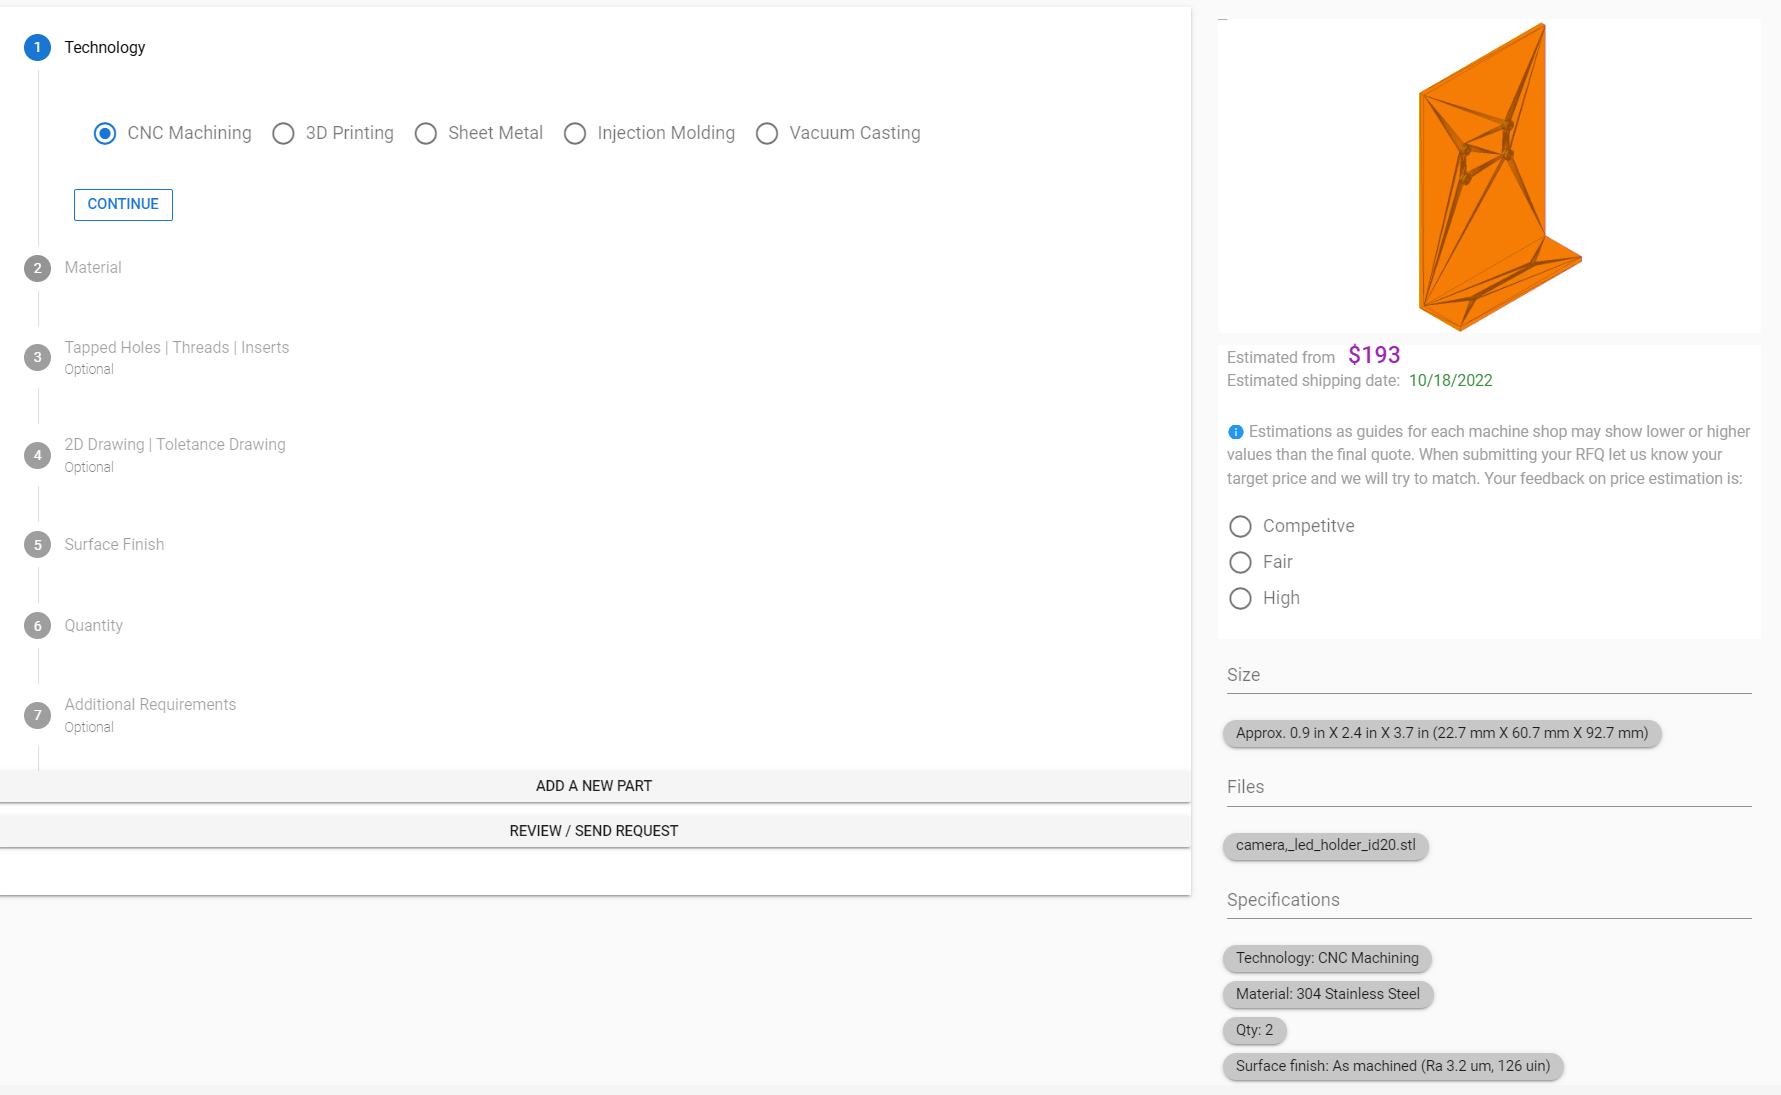 1 Technology
CNC Machining 3D Printing Sheet Metal Injection Molding Vacuum Casting
CONTINUE
2 Material
3 Tapped Holes | Threads | Inserts
Optional
4 2D Drawing | Toletance Drawing
Optional
5 Surface Finish
6 Quantity
7 Additional Requirements
Optional
ADD A NEW PART
REVIEW / SEND REQUEST
Estimated from $193
Estimated shipping date: 10/18/2022
Estimations as guides for each machine shop may show lower or higher
values than the final quote. When submitting your RFQ let us know your
target price and we will try to match. Your feedback on price estimation is:
Competitve
Fair
High
Size
Approx. 0.9 in X 2.4 in X 3.7 in (22.7 mm X 60.7 mm X 92.7 mm)
Files
camera,_led_holder_id20.stl
Specifications
Technology: CNC Machining
Material: 304 Stainless Steel
Qty: 2
Surface finish: As machined (Ra 3.2 um, 126 uin)